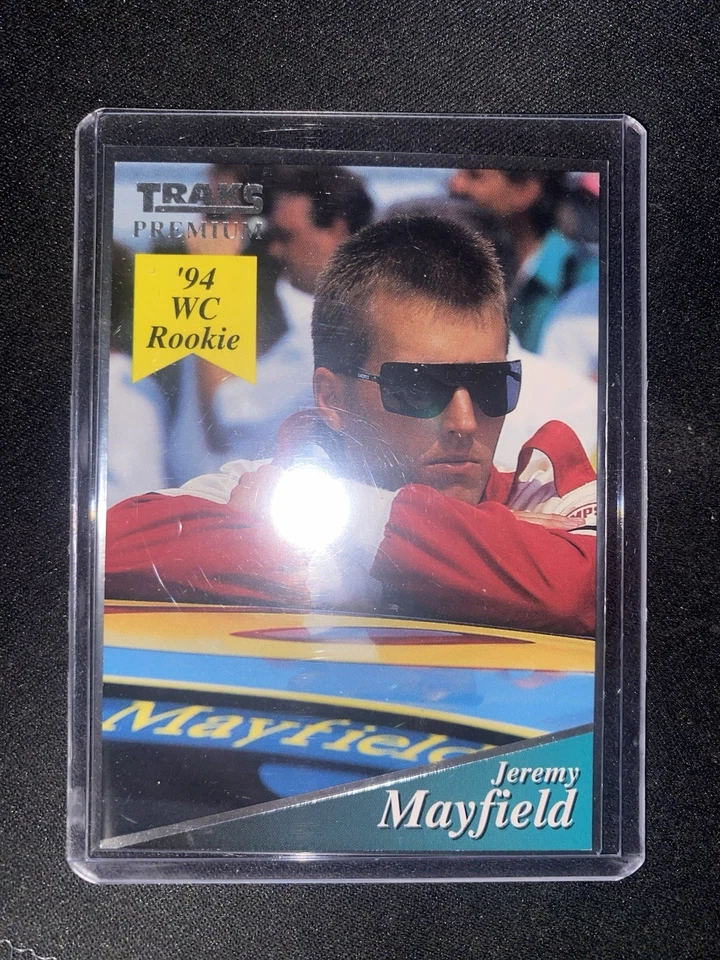 TRAKS
PREMIUM
'94
WC
Rookie
Mayfield
Jeremy
Mayfield